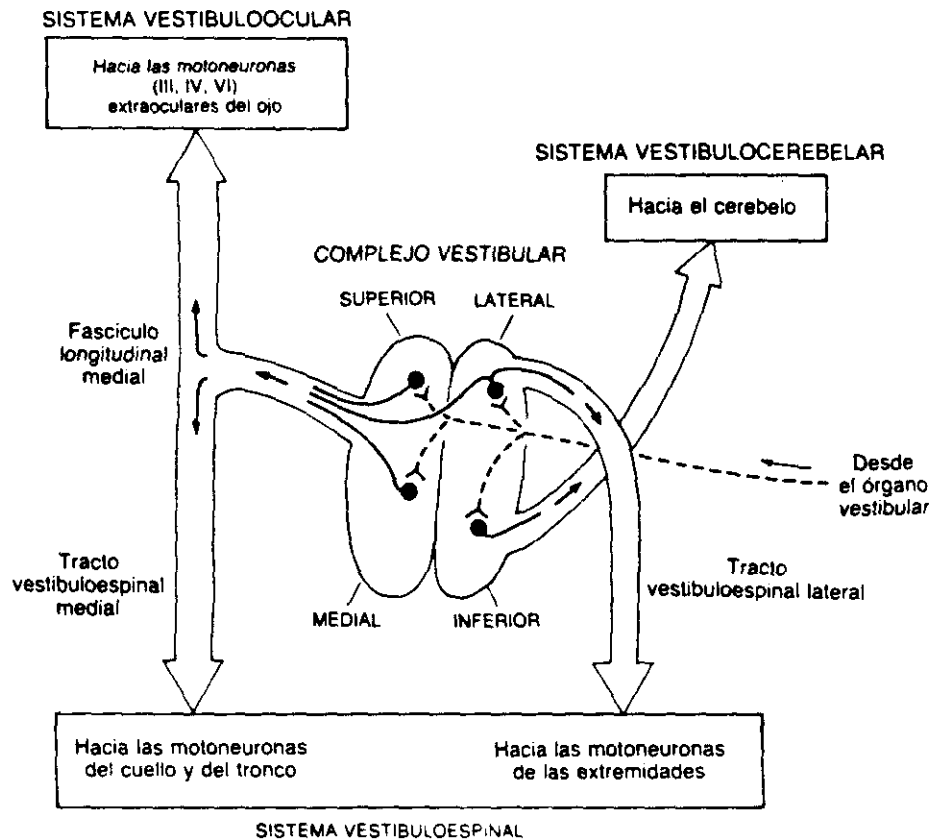 SISTEMA VESTIBULOOCULAR
Hacia las motoneuronas
(III, IV, VI)
extraoculares del ojo
SISTEMA VESTIBULOCEREBELAR
Hacia el cerebelo
COMPLEJO VESTIBULAR
SUPERIOR
LATERAL
Fascículo
longitudinal
medial
Desde
el órgano
vestibular
Tracto
vestibuloespinal
medial
Tracto
vestibuloespinal lateral
MEDIAL
INFERIOR
Hacia las motoneuronas
del cuello y del tronco
Hacia las motoneuronas
de las extremidades
SISTEMA VESTIBULOESPINAL